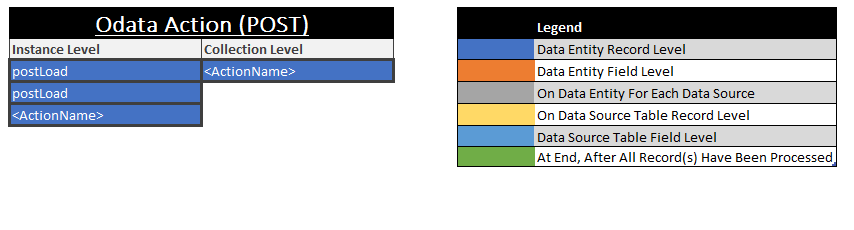 Odata Action (POST)
Instance Level Collection Level
postLoad <ActionName>
postLoad
<ActionName>
Legend
Data Entity Record Level
Data Entity Field Level
On Data Entity For Each Data Source
On Data Source Table Record Level
Data Source Table Field Level
At End, After All Record(s) Have Been Processed